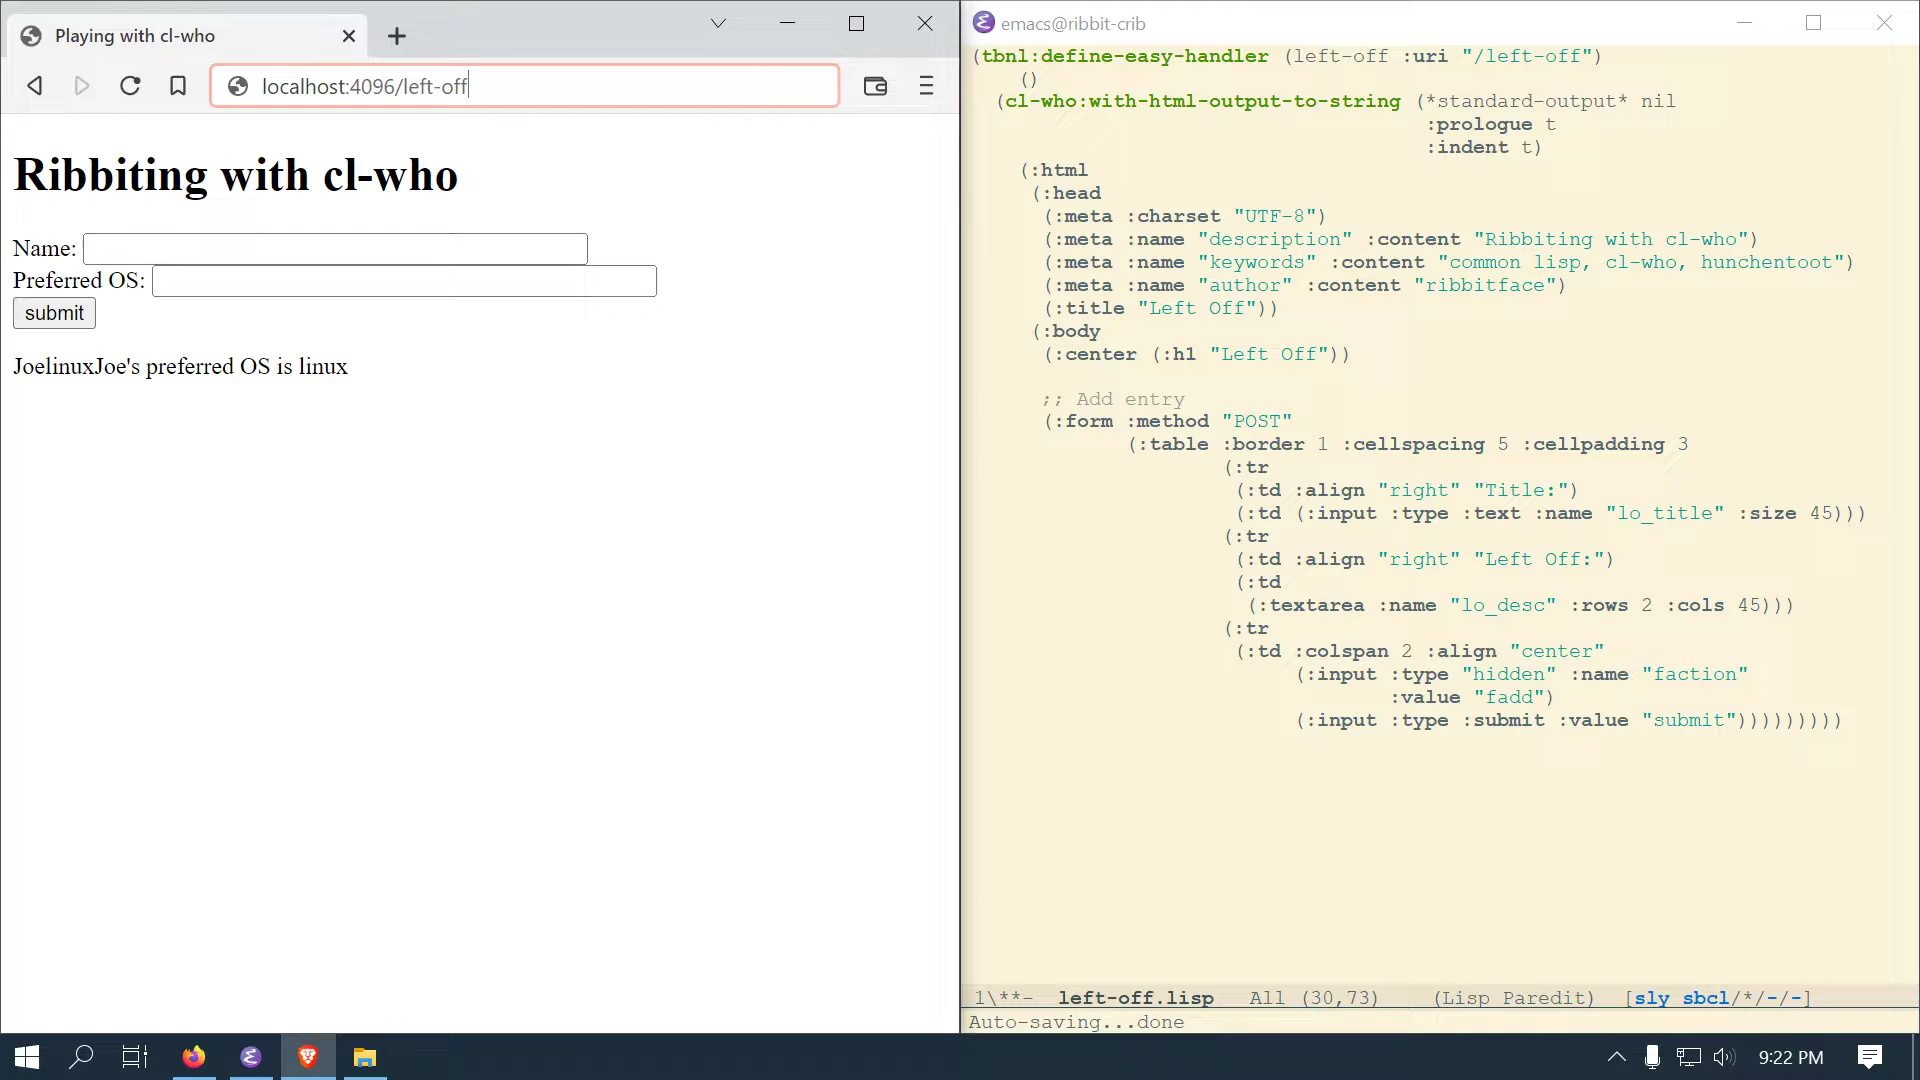 Playing with cl-who
localhost:4096/left-off
Ribbiting with cl-who
Name:
Preferred OS:
submit
JoelinuxJoe's preferred OS is linux
emacs@ribbit-crib
(tbnl:define-easy-handler (left-off :uri "/left-off")
()
(cl-who:with-html-output-to-string (*standard-output* nil
:prologue t
:indent t)
(:html
(:head
(:meta :charset "UTF-8")
(:meta :name "description" :content "Ribbiting with cl-who")
(:meta :name "keywords" :content "common lisp, cl-who, hunchentoot")
(:meta :name "author" :content "ribbitface")
(:title "Left Off"))
(:body
(:center (:h1 "Left Off"))
;; Add entry
(:form :method "POST"
(:table :border 1 :cellspacing 5 :cellpadding 3
(:tr
(:td :align "right" "Title:")
(:td (:input :type :text :name "lo_title" :size 45)))
(:tr
(:td :align "right" "Left Off:")
(:td
(:textarea :name "lo_desc" :rows 2 :cols 45)))
(:tr
(:td :colspan 2 :align "center"
(:input :type "hidden" :name "faction"
:value "fadd")
(:input :type :submit :value "submit")))))))))
1\**-  left-off.lisp   All (30,73)    (Lisp Paredit)  [sly sbcl/*/-/-]
Auto-saving...done
9:22 PM